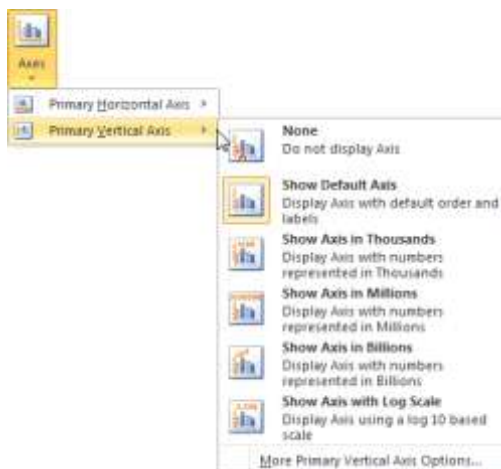 Axes
Primary Horizontal Axis
Primary Vertical Axis
None
Do not display Axis
Show Default Axis
Display Axis with default order and
labels
Show Axis in Thousands
Display Axis with numbers
represented in Thousands
Show Axis in Millions
Display Axis with numbers
represented in Millions
Show Axis in Billions
Display Axis with numbers
represented in Billions
Show Axis with Log Scale
Display Axis using a log 10 based
scale
More Primary Vertical Axis Options...